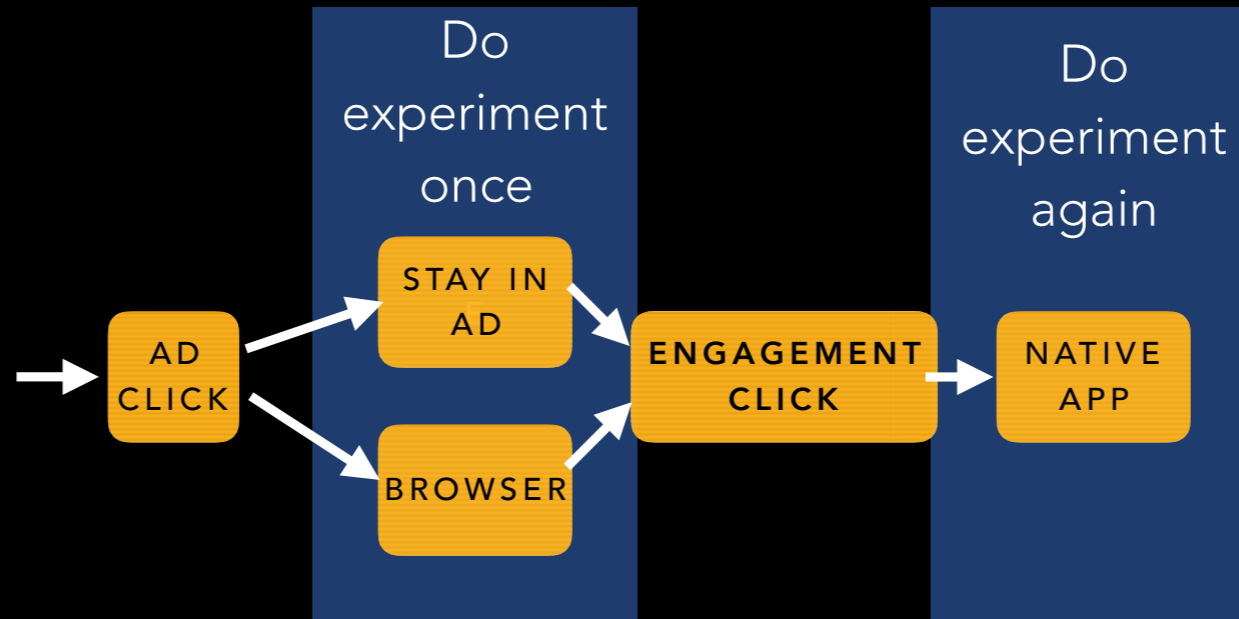 Do
experiment
once
Do
experiment
again
AD
CLICK
STAY IN
AD
BROWSER
ENGAGEMENT
CLICK
NATIVE
APP